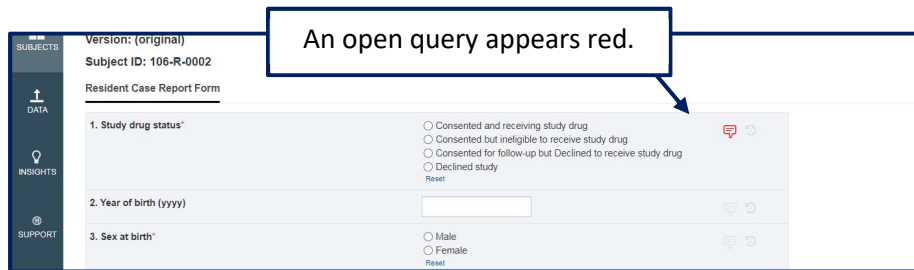 An open query appears red.
SUBJECTS
Version: (original)
Subject ID: 106-R-0002
Resident Case Report Form
DATA
1. Study drug status*
Consented and receiving study drug
Consented but ineligible to receive study drug
Consented for follow-up but Declined to receive study drug
Declined study
Reset
INSIGHTS
2. Year of birth (yyyy)
SUPPORT
3. Sex at birth*
Male
Female
Reset